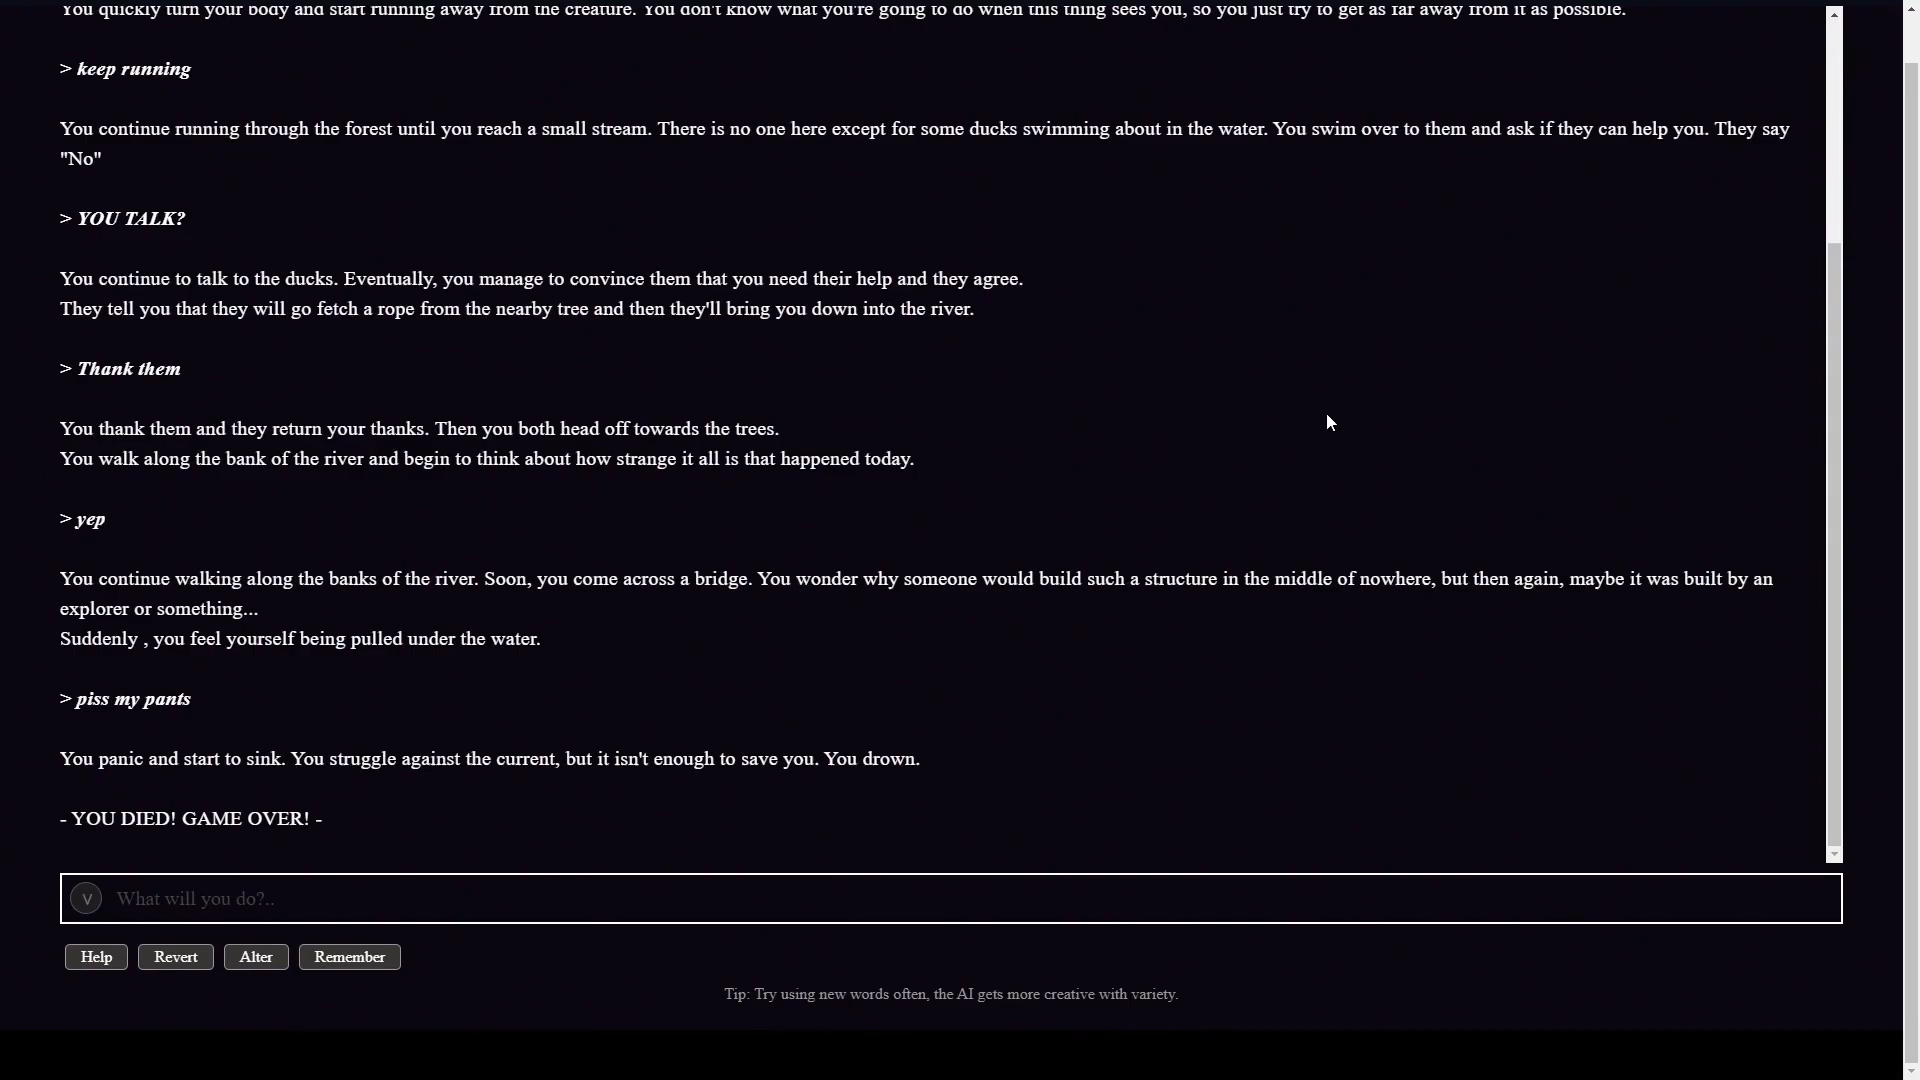 You quickly turn your body and start running away from the creature. You don't know what you're going to do when this thing sees you, so you just try to get as far away from it as possible.
> keep running
You continue running through the forest until you reach a small stream. There is no one here except for some ducks swimming about in the water. You swim over to them and ask if they can help you. They say
"No"
> YOU TALK?
You continue to talk to the ducks. Eventually, you manage to convince them that you need their help and they agree.
They tell you that they will go fetch a rope from the nearby tree and then they'll bring you down into the river.
> Thank them
You thank them and they return your thanks. Then you both head off towards the trees.
You walk along the bank of the river and begin to think about how strange it all is that happened today.
> yep
You continue walking along the banks of the river. Soon, you come across a bridge. You wonder why someone would build such a structure in the middle of nowhere, but then again, maybe it was built by an
explorer or something...
Suddenly , you feel yourself being pulled under the water.
> piss my pants
You panic and start to sink. You struggle against the current, but it isn't enough to save you. You drown.
- YOU DIED! GAME OVER! -
V What will you do?..
Help Revert Alter Remember
Tip: Try using new words often, the AI gets more creative with variety.